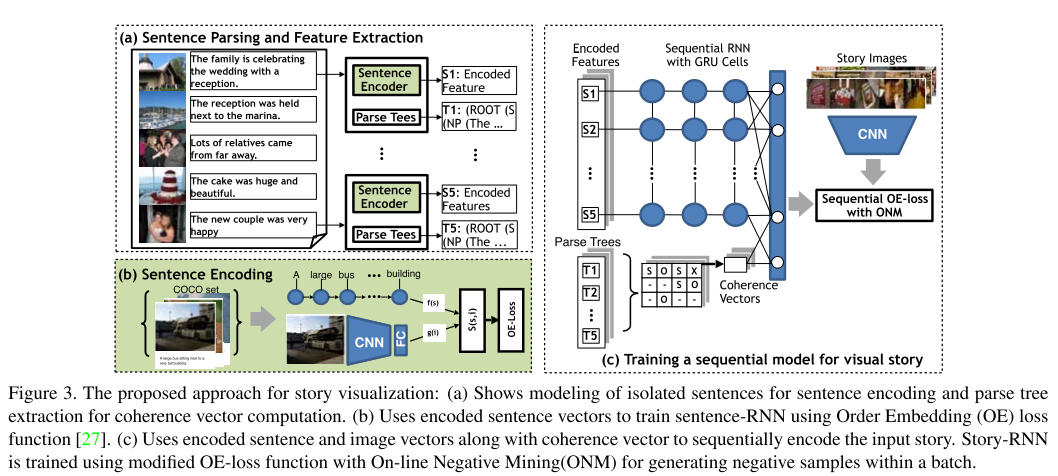 (a) Sentence Parsing and Feature Extraction
The family is celebrating
the wedding with a
reception.
The reception was held
next to the marina.
Lots of relatives came
from far away.
The cake was huge and
beautiful.
The new couple was very
happy
Sentence
Encoder
Parse Tees
S1: Encoded
Feature
T1: (ROOT (S
(NP (The ...
Sentence
Encoder
Parse Tees
S5: Encoded
Features
T5: (ROOT (S
(NP (The ...
(b) Sentence Encoding
COCO set
A large bus sitting next to a
very tall building.
A large bus ... building
CNN
FC
f(s)
g(i)
S(s,i)
OE-Loss
Encoded
Features
Sequential RNN
with GRU Cells
S1
S2
S5
Story Images
CNN
Sequential OE-loss
with ONM
Parse Trees
T1
T2
T5
S O S X
- - S O
- O - -
Coherence
Vectors
(c) Training a sequential model for visual story
Figure 3. The proposed approach for story visualization: (a) Shows modeling of isolated sentences for sentence encoding and parse tree
extraction for coherence vector computation. (b) Uses encoded sentence vectors to train sentence-RNN using Order Embedding (OE) loss
function [27]. (c) Uses encoded sentence and image vectors along with coherence vector to sequentially encode the input story. Story-RNN
is trained using modified OE-loss function with On-line Negative Mining(ONM) for generating negative samples within a batch.